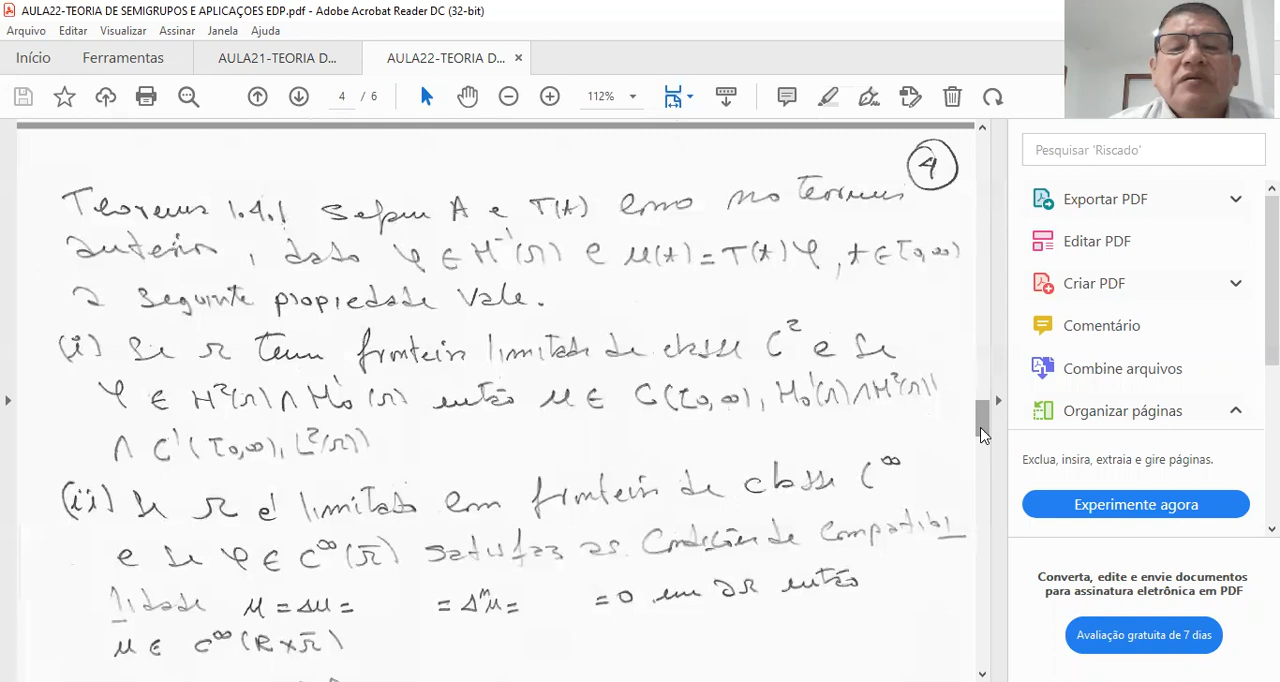 AULA22-TEORIA DE SEMIGRUPOS E APLICAÇOES EDP.pdf - Adobe Acrobat Reader DC (32-bit)
Arquivo Editar Visualizar Assinar Janela Ajuda
Início Ferramentas AULA21-TEORIA D... AULA22-TEORIA D... ×
4 / 6 112%
4
Teorema 1.4.1 Sejam A e T(t) como no teorema
anterior, dado φ ∈ H⁻¹(Ω) e u(t) = T(t)φ, t ∈ [0,∞)
a seguinte propriedade vale.
(i) Se Ω tem fronteira limitada de classe C² e se
φ ∈ H²(Ω) ∩ H₀¹(Ω) então u ∈ C([0,∞), H₀¹(Ω) ∩ H²(Ω))
∩ C¹([0,∞), L²(Ω))
(ii) Se Ω é limitado com fronteira de classe C^∞
e se φ ∈ C^∞(Ω̄) satisfaz as condições de compatibi_
lidade u = Δu = = Δⁿu = = 0 em ∂Ω então
u ∈ C^∞(R × Ω̄)
Pesquisar 'Riscado'
Exportar PDF
Editar PDF
Criar PDF
Comentário
Combine arquivos
Organizar páginas
Exclua, insira, extraia e gire páginas.
Experimente agora
Converta, edite e envie documentos
para assinatura eletrônica em PDF
Avaliação gratuita de 7 dias